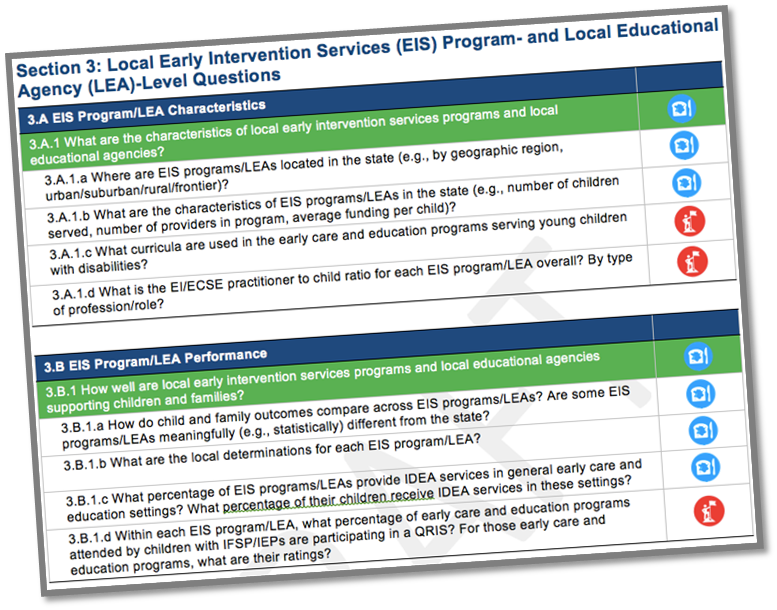 Section 3: Local Early Intervention Services (EIS) Program- and Local Educational
Agency (LEA)-Level Questions
3.A EIS Program/LEA Characteristics
3.A.1 What are the characteristics of local early intervention services programs and local
educational agencies?
3.A.1.a Where are EIS programs/LEAs located in the state (e.g., by geographic region,
urban/suburban/rural/frontier)?
3.A.1.b What are the characteristics of EIS programs/LEAs in the state (e.g., number of children
served, number of providers in program, average funding per child)?
3.A.1.c What curricula are used in the early care and education programs serving young children
with disabilities?
3.A.1.d What is the EI/ECSE practitioner to child ratio for each EIS program/LEA overall? By type
of profession/role?
3.B EIS Program/LEA Performance
3.B.1 How well are local early intervention services programs and local educational agencies
supporting children and families?
3.B.1.a How do child and family outcomes compare across EIS programs/LEAs? Are some EIS
programs/LEAs meaningfully (e.g., statistically) different from the state?
3.B.1.b What are the local determinations for each EIS program/LEA?
3.B.1.c What percentage of EIS programs/LEAs provide IDEA services in general early care and
education settings? What percentage of their children receive IDEA services in these settings?
3.B.1.d Within each EIS program/LEA, what percentage of early care and education programs
attended by children with IFSP/IEPs are participating in a QRIS? For those early care and
education programs, what are their ratings?
DRAFT